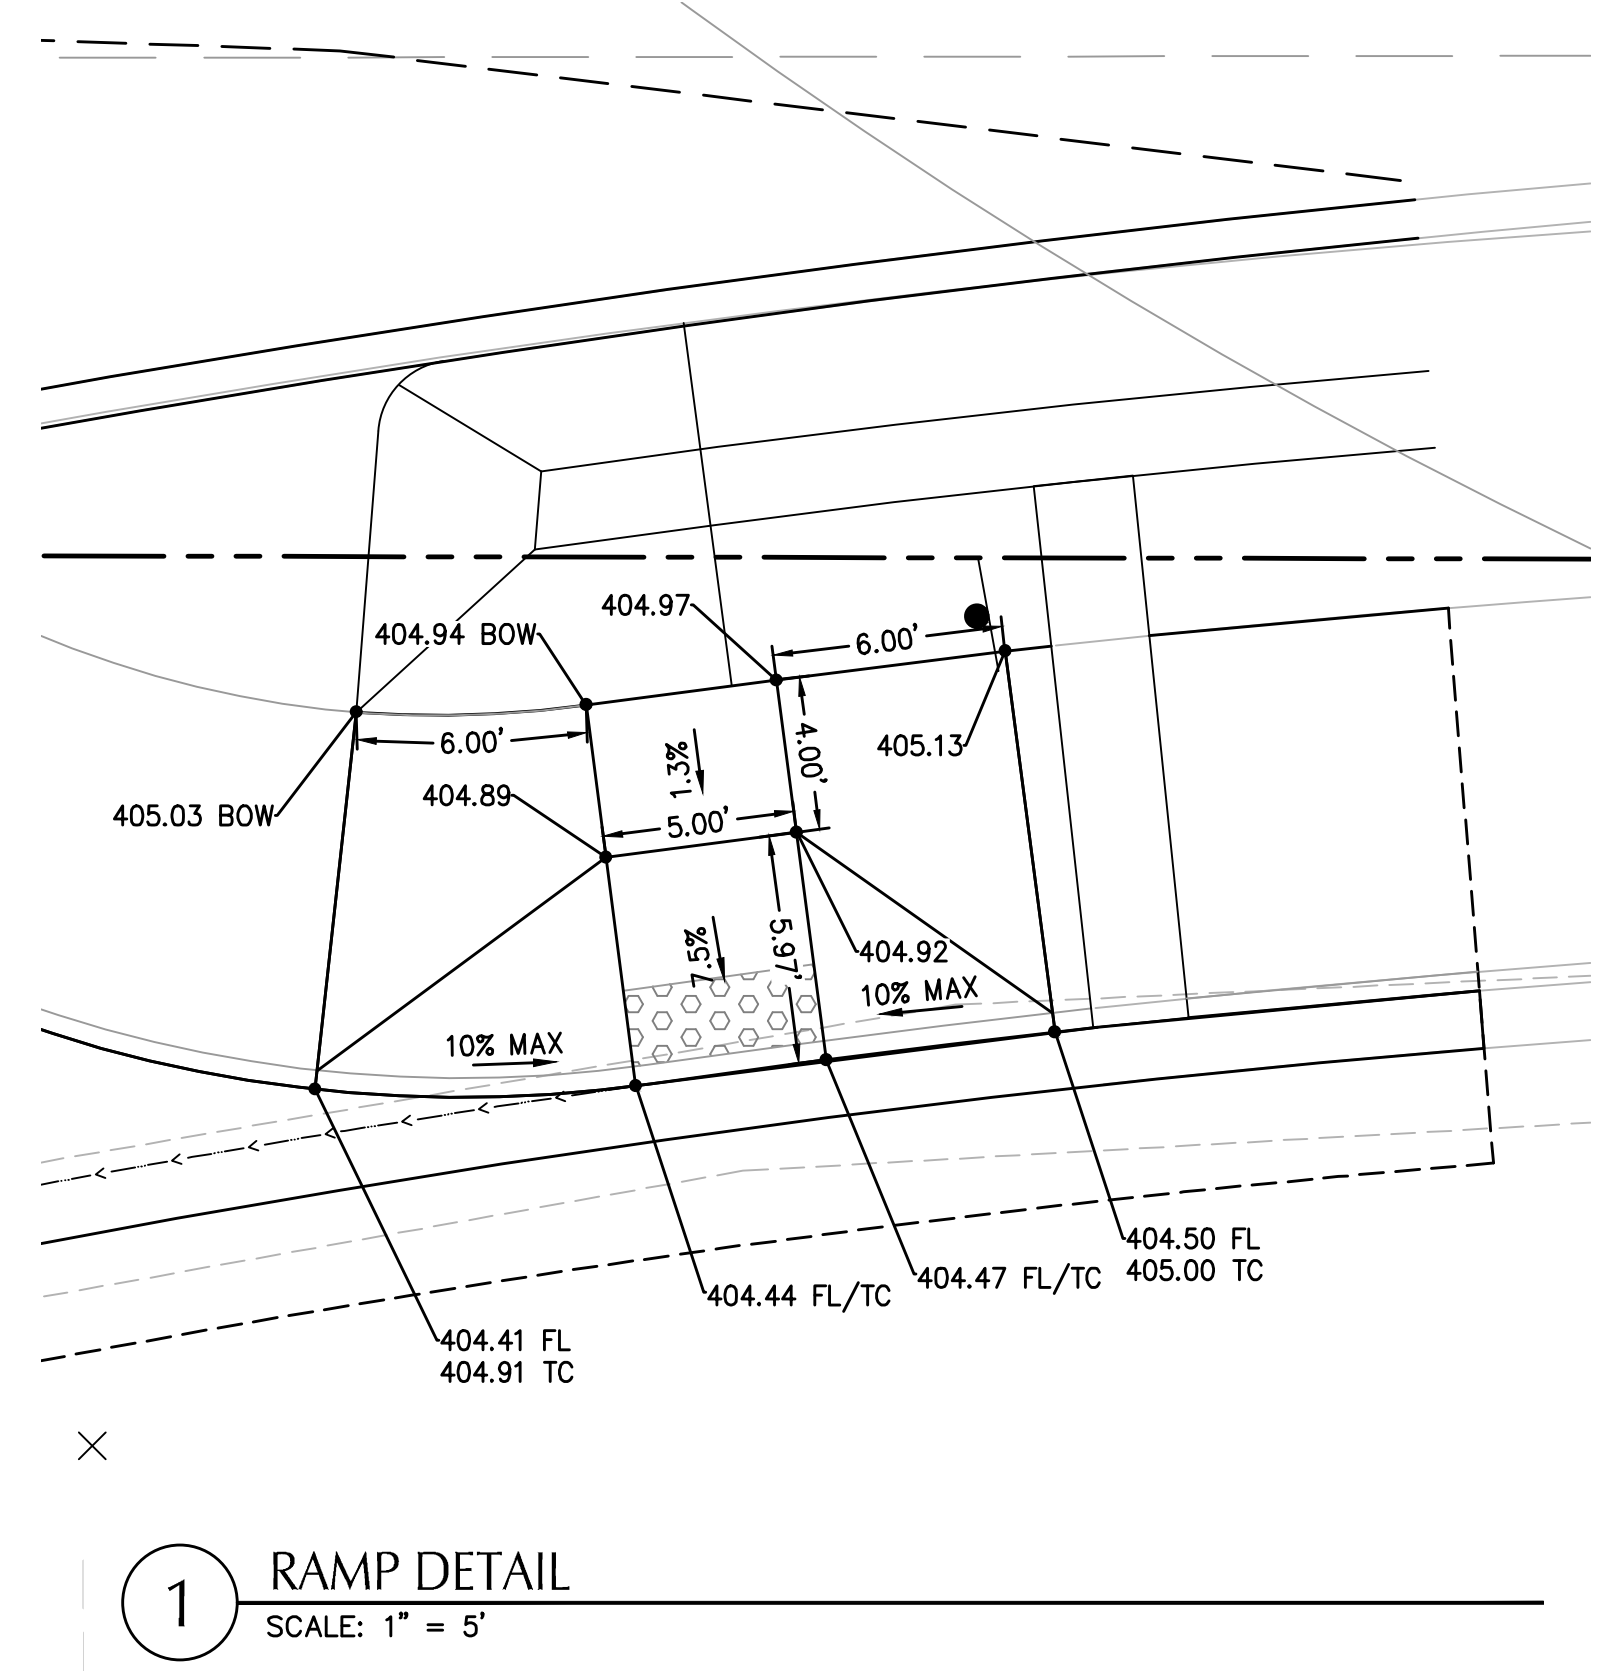 404.97
404.94 BOW
6.00'
6.00'
4.00'
405.13
1.3%
404.89
405.03 BOW
5.00'
5.97'
7.5%
404.92
10% MAX
10% MAX
404.50 FL
405.00 TC
404.47 FL/TC
404.44 FL/TC
404.41 FL
404.91 TC
1
RAMP DETAIL
SCALE: 1" = 5'